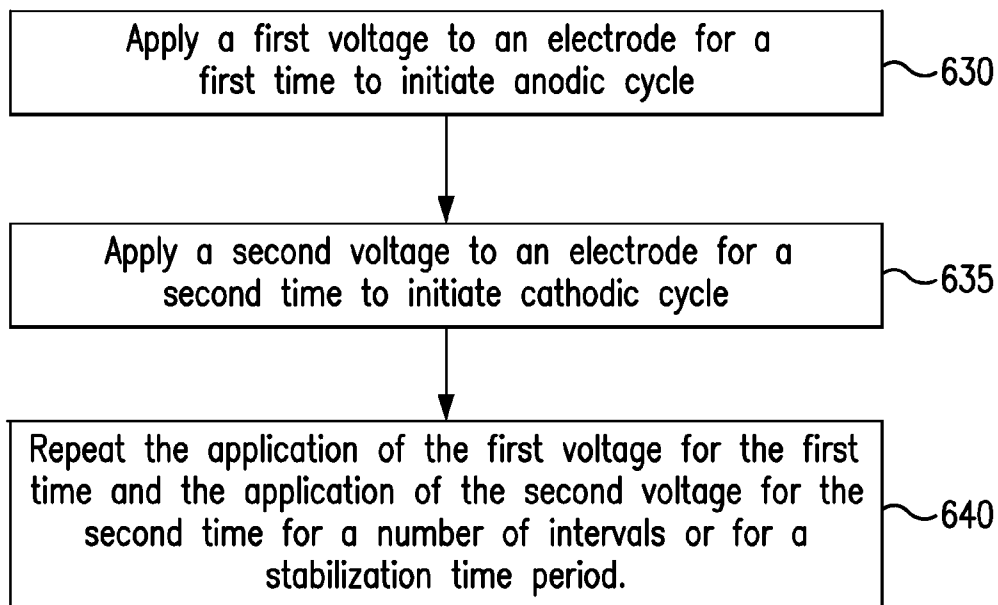 Apply a first voltage to an electrode for a
first time to initiate anodic cycle
630
Apply a second voltage to an electrode for a
second time to initiate cathodic cycle
635
Repeat the application of the first voltage for the first
time and the application of the second voltage for the
second time for a number of intervals or for a
stabilization time period.
640